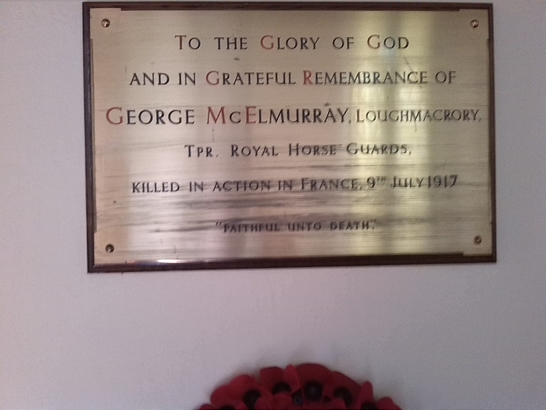 To the Glory of God
and in Grateful Remembrance of
George McElmurray, Loughmacrory,
Tpr. Royal Horse Guards,
killed in action in France, 9TH July 1917
"Faithful unto death."